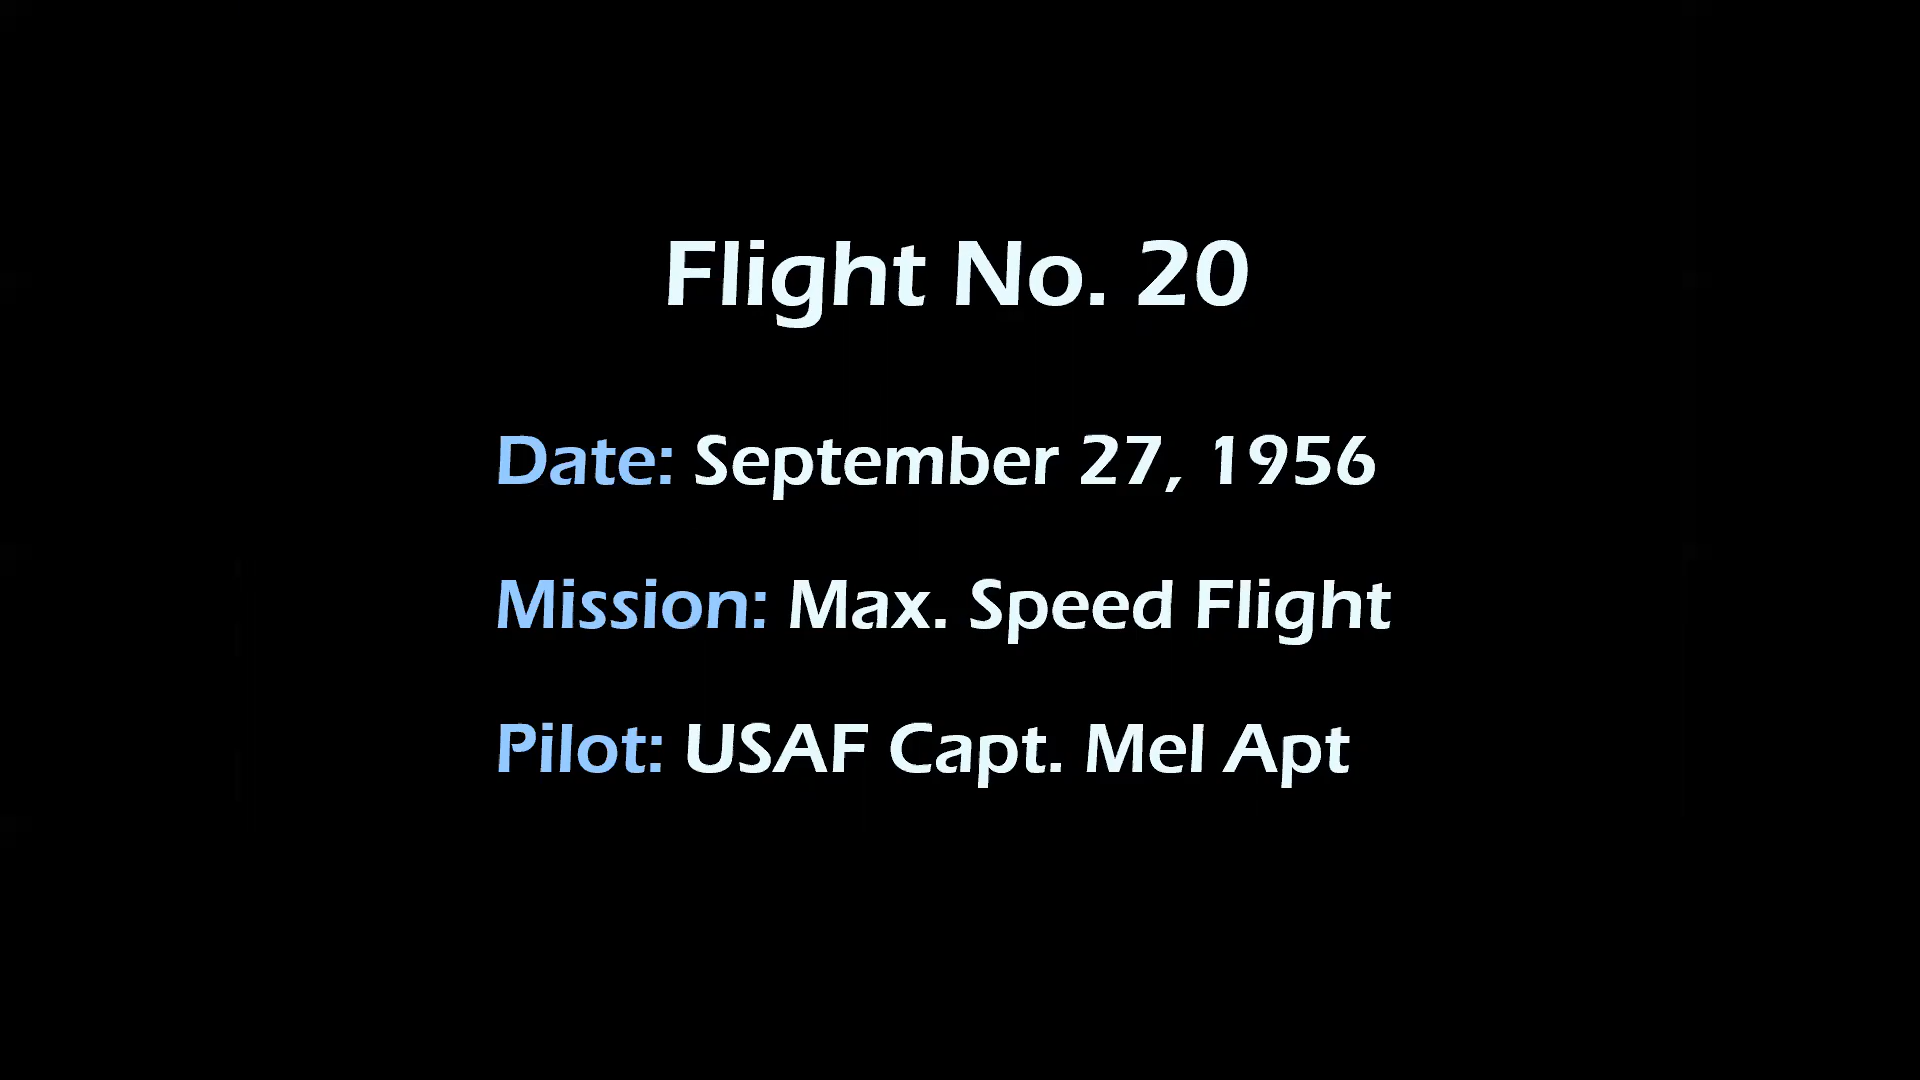 Flight No. 20
Date: September 27, 1956
Mission: Max. Speed Flight
Pilot: USAF Capt. Mel Apt